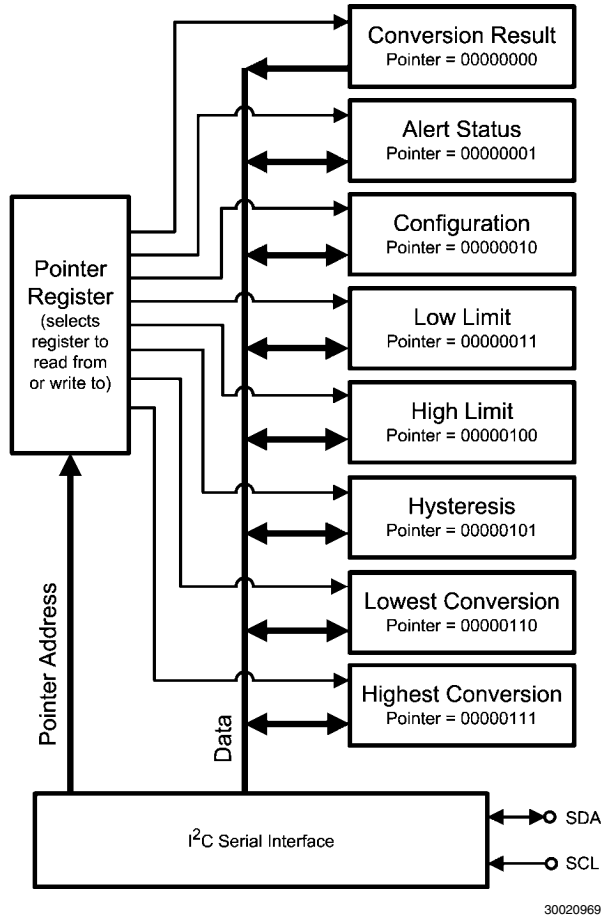 Conversion Result
Pointer = 00000000
Alert Status
Pointer = 00000001
Configuration
Pointer = 00000010
Pointer
Register
(selects
register to
read from
or write to)
Low Limit
Pointer = 00000011
High Limit
Pointer = 00000100
Hysteresis
Pointer = 00000101
Lowest Conversion
Pointer = 00000110
Highest Conversion
Pointer = 00000111
Pointer Address
Data
I²C Serial Interface
SDA
SCL
30020969